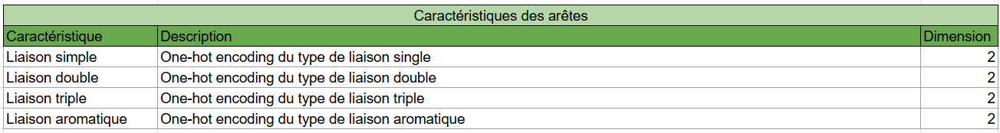 Caractéristiques des arêtes
Caractéristique Description Dimension
Liaison simple One-hot encoding du type de liaison single 2
Liaison double One-hot encoding du type de liaison double 2
Liaison triple One-hot encoding du type de liaison triple 2
Liaison aromatique One-hot encoding du type de liaison aromatique 2